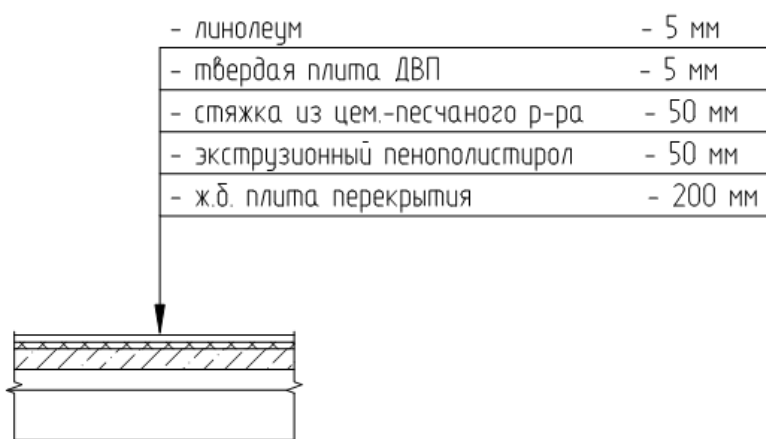 - линолеум - 5 мм
- твердая плита ДВП - 5 мм
- стяжка из цем.-песчаного р-ра - 50 мм
- экструзионный пенополистирол - 50 мм
- ж.б. плита перекрытия - 200 мм